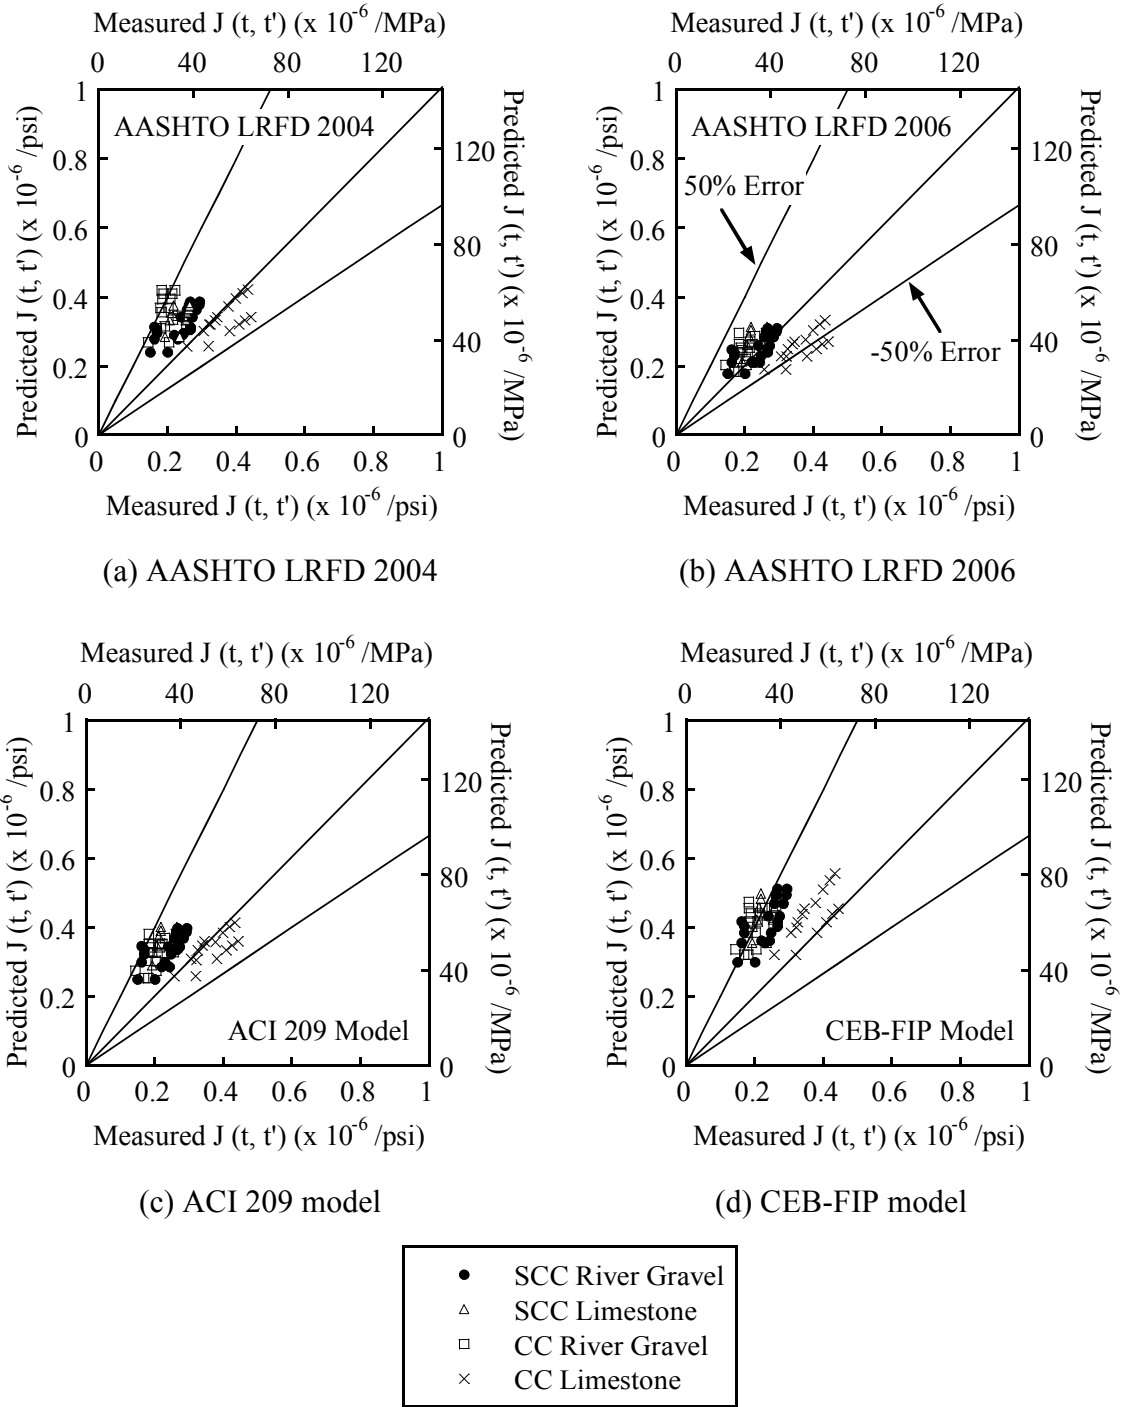 Measured J (t, t') (x 10-6 /MPa)
0 40 80 120
1
0.8
0.6
0.4
0.2
0
Predicted J (t, t') (x 10-6 /psi)
AASHTO LRFD 2004
120
80
40
0
Predicted J (t, t') (x 10-6 /MPa)
0 0.2 0.4 0.6 0.8 1
Measured J (t, t') (x 10-6 /psi)
(a) AASHTO LRFD 2004
Measured J (t, t') (x 10-6 /MPa)
0 40 80 120
1
0.8
0.6
0.4
0.2
0
Predicted J (t, t') (x 10-6 /psi)
AASHTO LRFD 2006
50% Error
-50% Error
120
80
40
0
Predicted J (t, t') (x 10-6 /MPa)
0 0.2 0.4 0.6 0.8 1
Measured J (t, t') (x 10-6 /psi)
(b) AASHTO LRFD 2006
Measured J (t, t') (x 10-6 /MPa)
0 40 80 120
1
0.8
0.6
0.4
0.2
0
Predicted J (t, t') (x 10-6 /psi)
ACI 209 Model
120
80
40
0
Predicted J (t, t') (x 10-6 /MPa)
0 0.2 0.4 0.6 0.8 1
Measured J (t, t') (x 10-6 /psi)
(c) ACI 209 model
Measured J (t, t') (x 10-6 /MPa)
0 40 80 120
1
0.8
0.6
0.4
0.2
0
Predicted J (t, t') (x 10-6 /psi)
CEB-FIP Model
120
80
40
0
Predicted J (t, t') (x 10-6 /MPa)
0 0.2 0.4 0.6 0.8 1
Measured J (t, t') (x 10-6 /psi)
(d) CEB-FIP model
SCC River Gravel
SCC Limestone
CC River Gravel
CC Limestone